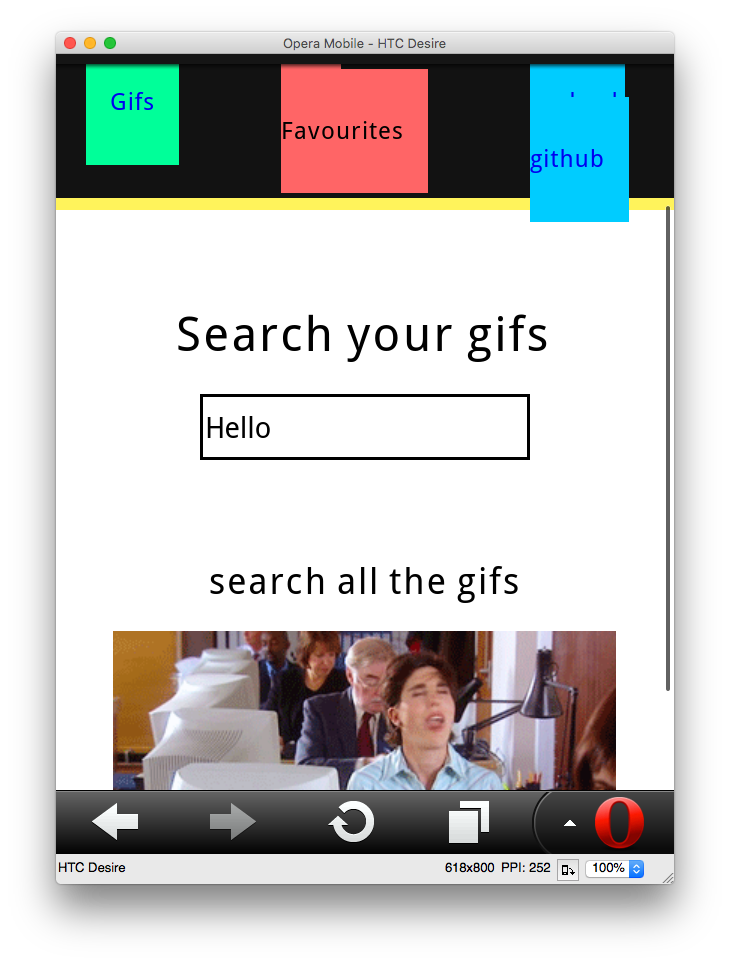 Opera Mobile - HTC Desire
Gifs
Favourites
github
Search your gifs
Hello
search all the gifs
HTC Desire
618x800 PPI: 252
100%